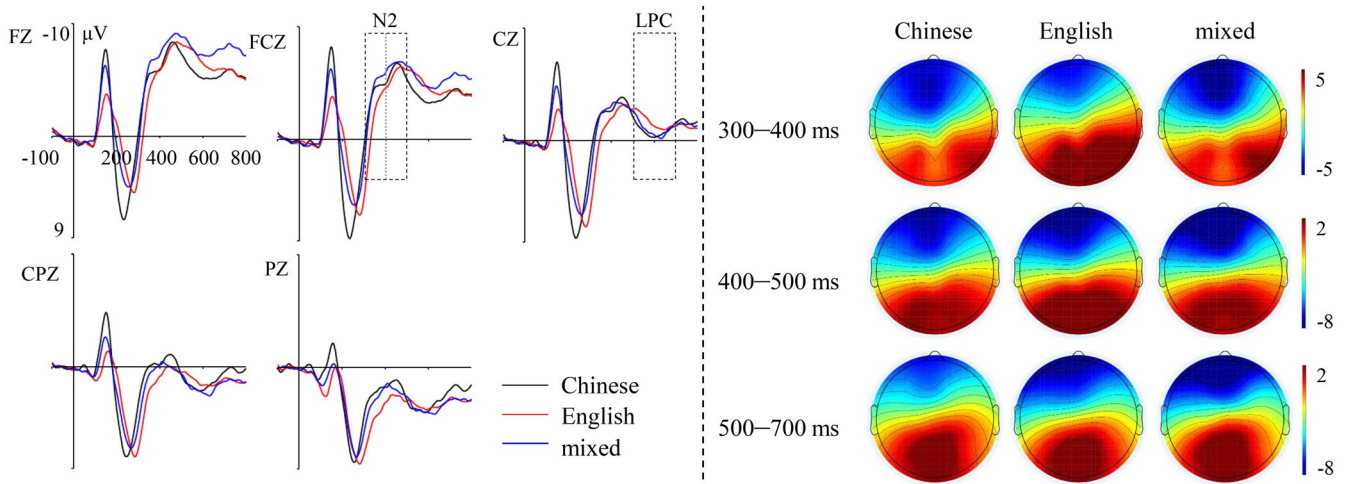 FZ
-10
µV
FCZ
N2
CZ
LPC
-100
200
400
600
800
9
CPZ
PZ
Chinese
English
mixed
Chinese
English
mixed
300—400 ms
5
-5
400—500 ms
2
-8
500—700 ms
2
-8